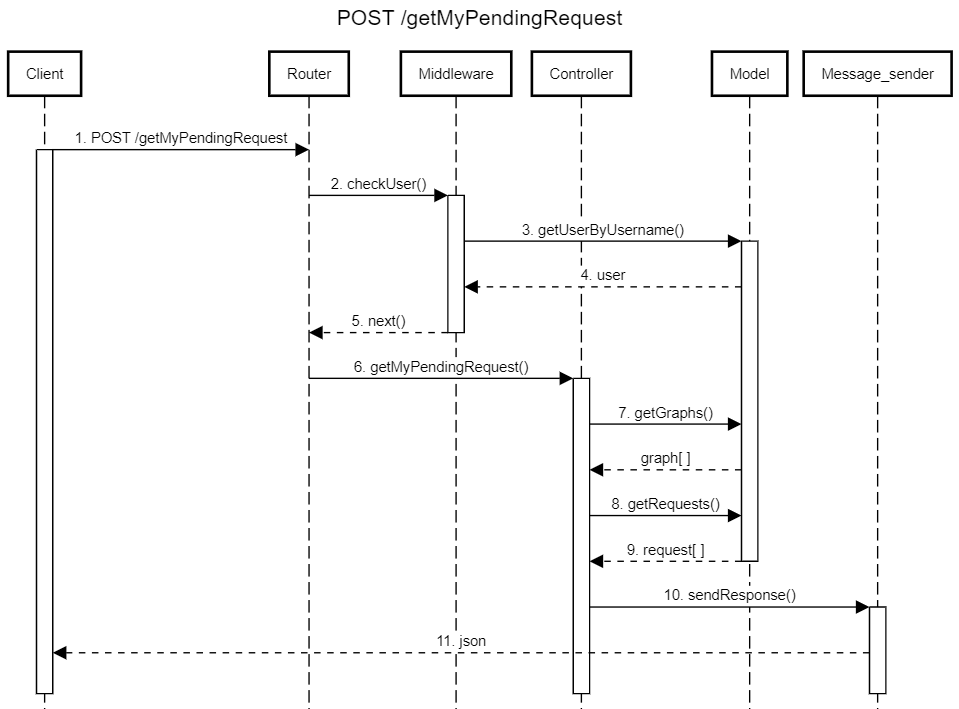 POST /getMyPendingRequest
Client
Router
Middleware
Controller
Model
Message_sender
1. POST /getMyPendingRequest
2. checkUser()
3. getUserByUsername()
4. user
5. next()
6. getMyPendingRequest()
7. getGraphs()
graph[ ]
8. getRequests()
9. request[ ]
10. sendResponse()
11. json